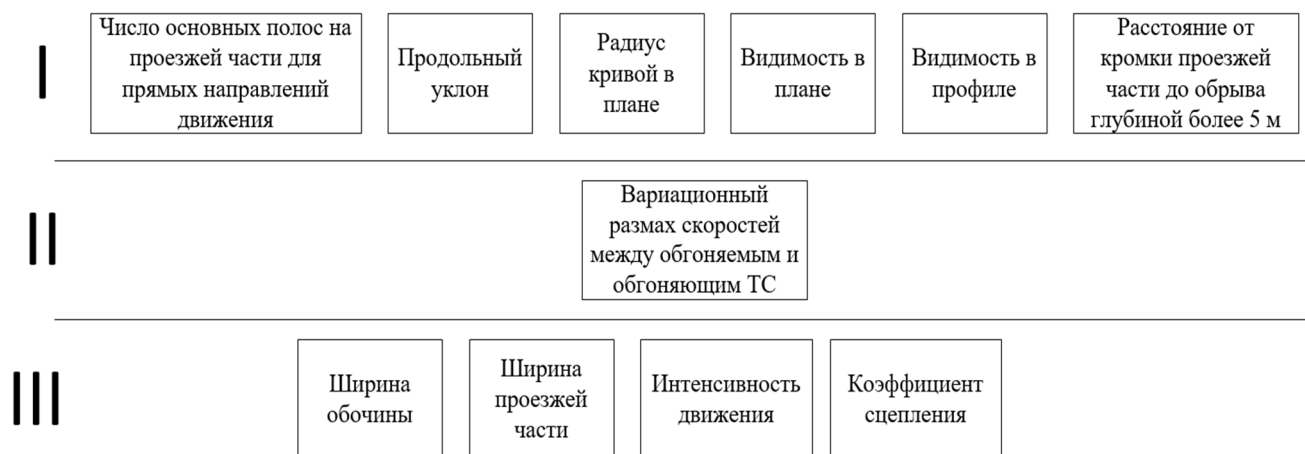 I
Число основных полос на
проезжей части для
прямых направлений
движения
Продольный
уклон
Радиус
кривой в
плане
Видимость в
плане
Видимость в
профиле
Расстояние от
кромки проезжей
части до обрыва
глубиной более 5 м
II
Вариационный
размах скоростей
между обгоняемым и
обгоняющим ТС
III
Ширина
обочины
Ширина
проезжей
части
Интенсивность
движения
Коэффициент
сцепления